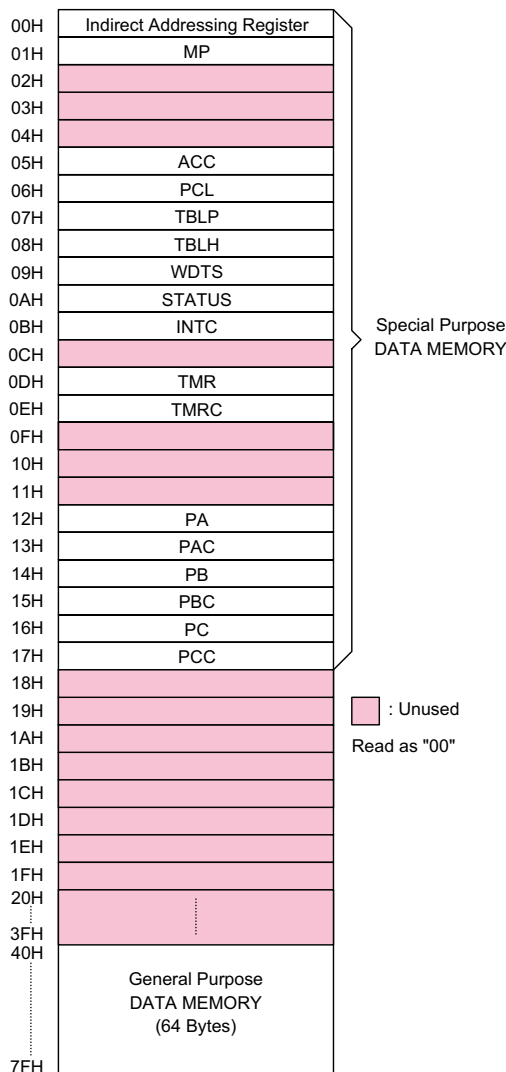 00H Indirect Addressing Register
01H MP
02H
03H
04H
05H ACC
06H PCL
07H TBLP
08H TBLH
09H WDTS
0AH STATUS
0BH INTC
0CH
0DH TMR
0EH TMRC
0FH
10H
11H
12H PA
13H PAC
14H PB
15H PBC
16H PC
17H PCC
18H
19H
1AH
1BH
1CH
1DH
1EH
1FH
20H
3FH
40H
General Purpose
DATA MEMORY
(64 Bytes)
7FH
Special Purpose
DATA MEMORY
: Unused
Read as "00"